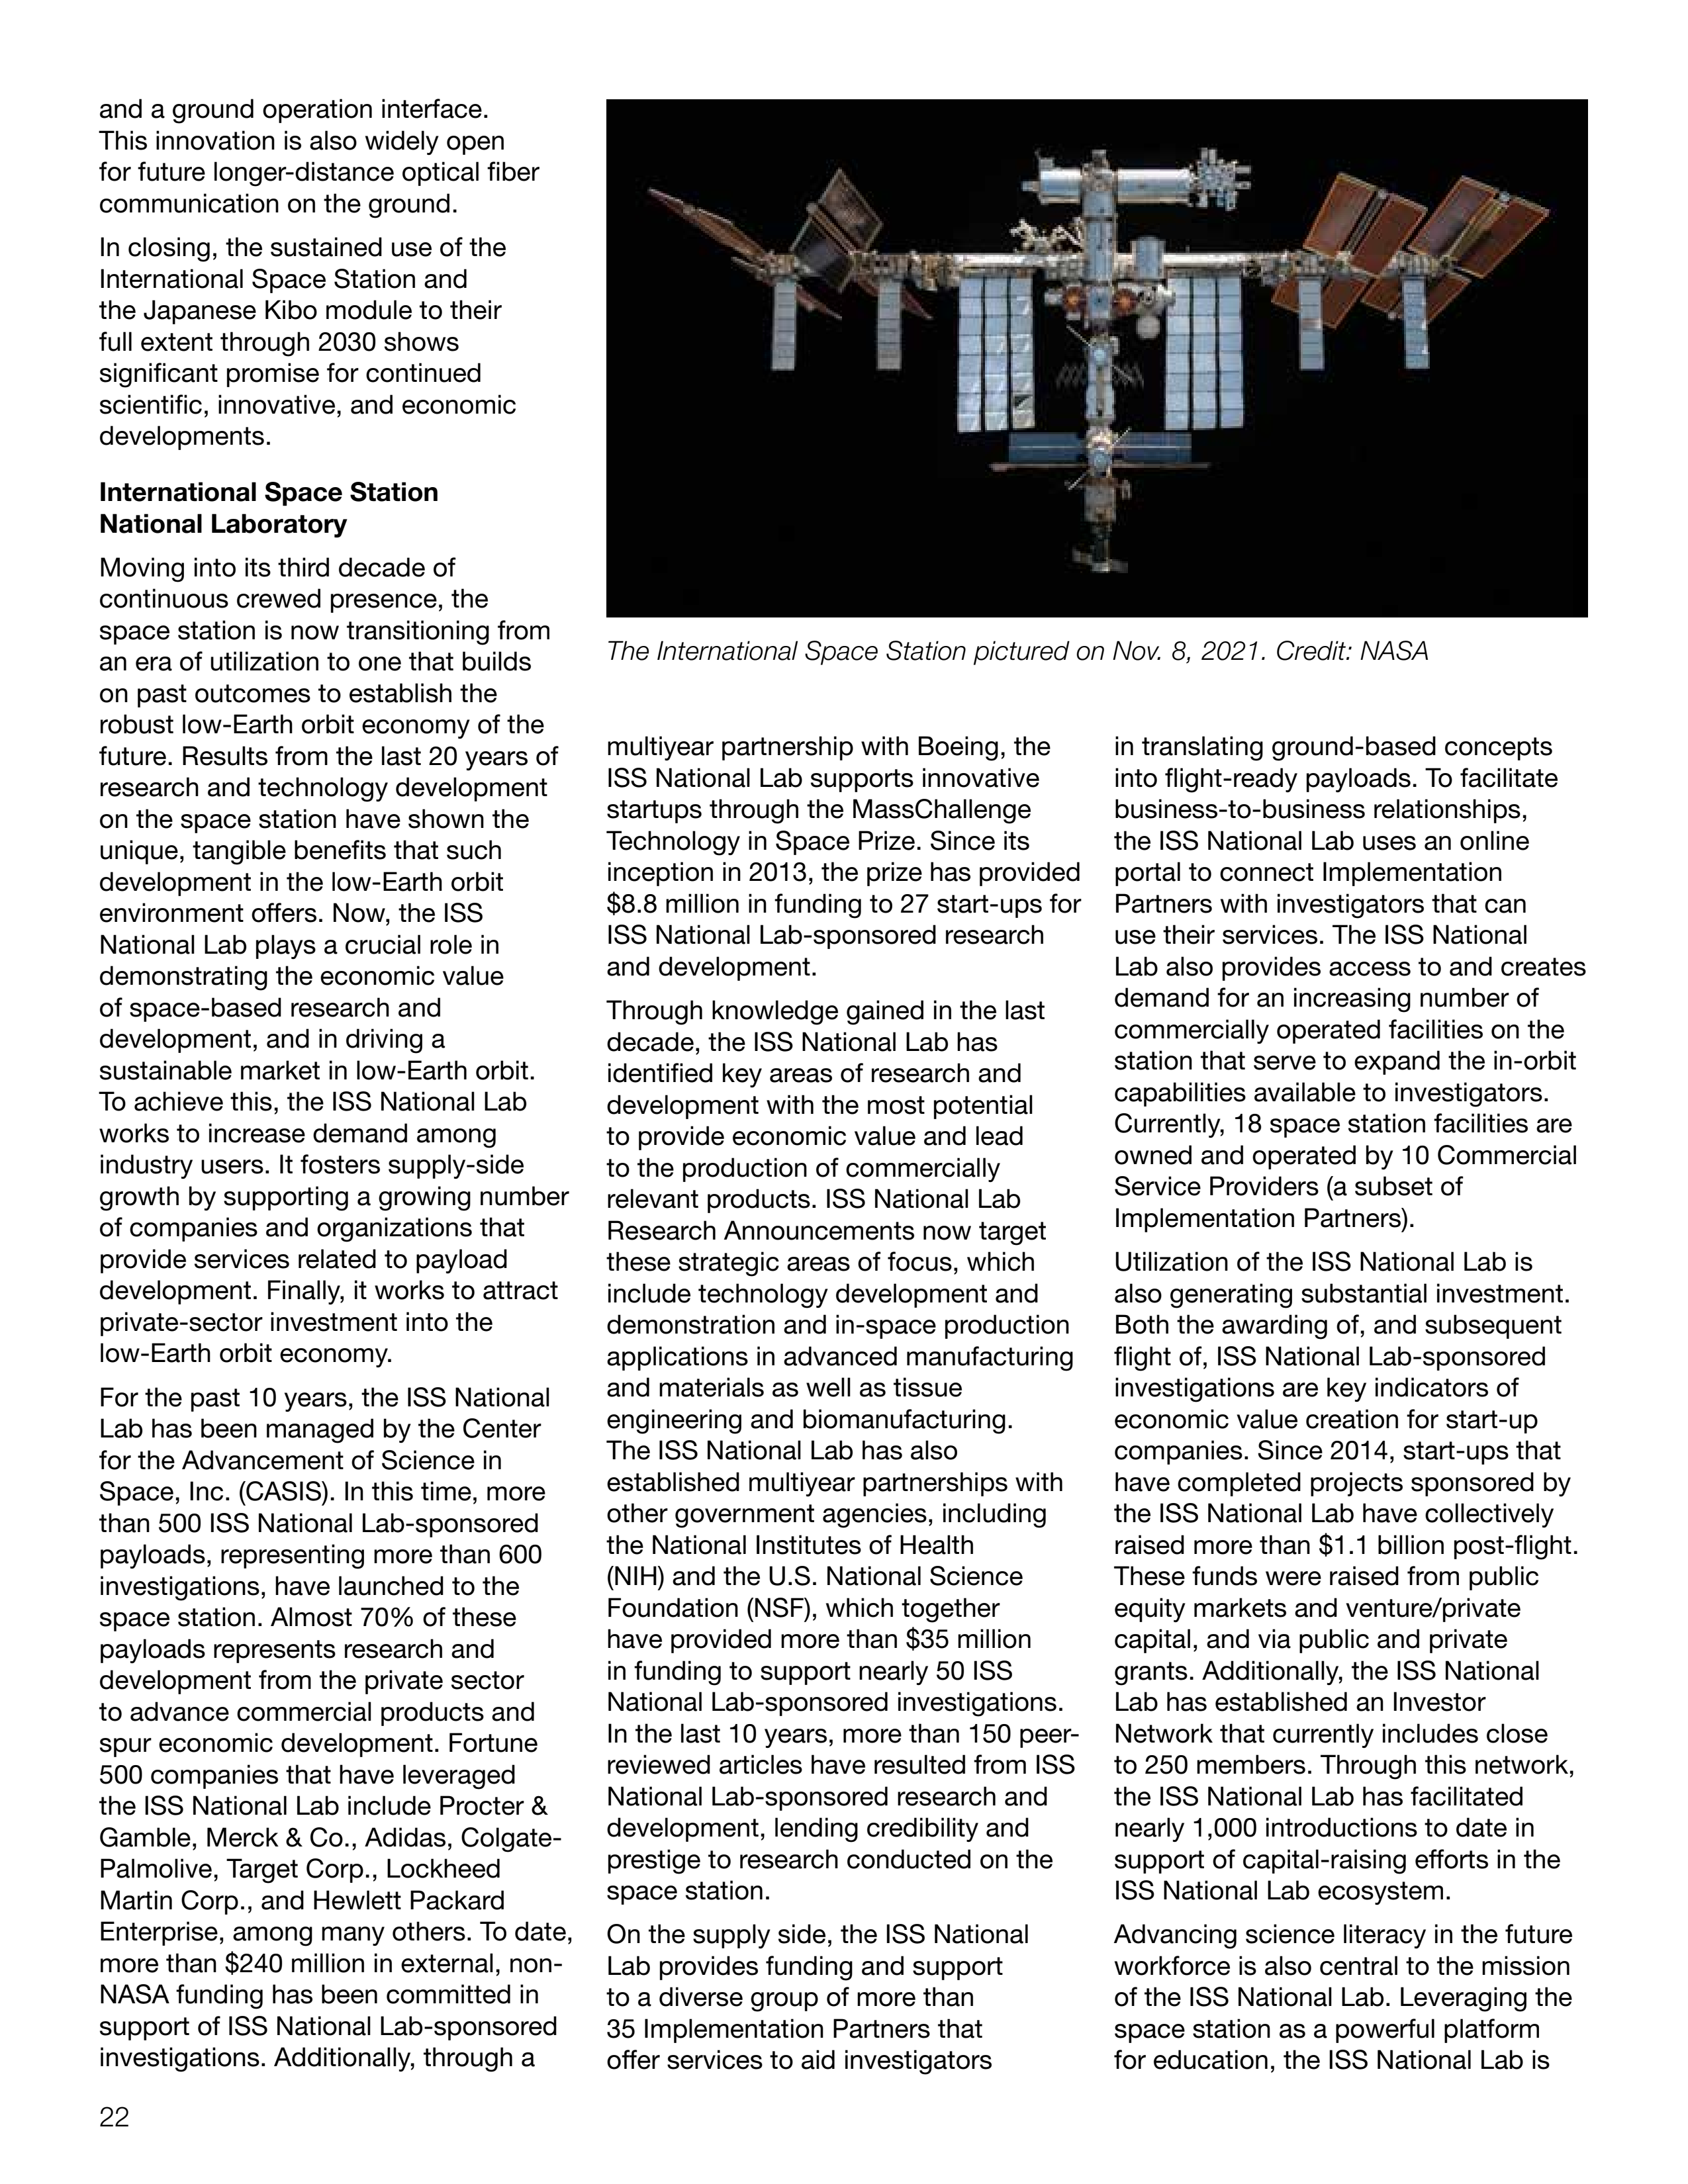 and a ground operation interface.
This innovation is also widely open
for future longer-distance optical fiber
communication on the ground.
In closing, the sustained use of the
International Space Station and
the Japanese Kibo module to their
full extent through 2030 shows
significant promise for continued
scientific, innovative, and economic
developments.
International Space Station
National Laboratory
Moving into its third decade of
continuous crewed presence, the
space station is now transitioning from
an era of utilization to one that builds
on past outcomes to establish the
robust low-Earth orbit economy of the
future. Results from the last 20 years of
research and technology development
on the space station have shown the
unique, tangible benefits that such
development in the low-Earth orbit
environment offers. Now, the ISS
National Lab plays a crucial role in
demonstrating the economic value
of space-based research and
development, and in driving a
sustainable market in low-Earth orbit.
To achieve this, the ISS National Lab
works to increase demand among
industry users. It fosters supply-side
growth by supporting a growing number
of companies and organizations that
provide services related to payload
development. Finally, it works to attract
private-sector investment into the
low-Earth orbit economy.
For the past 10 years, the ISS National
Lab has been managed by the Center
for the Advancement of Science in
Space, Inc. (CASIS). In this time, more
than 500 ISS National Lab-sponsored
payloads, representing more than 600
investigations, have launched to the
space station. Almost 70% of these
payloads represents research and
development from the private sector
to advance commercial products and
spur economic development. Fortune
500 companies that have leveraged
the ISS National Lab include Procter &
Gamble, Merck & Co., Adidas, Colgate-
Palmolive, Target Corp., Lockheed
Martin Corp., and Hewlett Packard
Enterprise, among many others. To date,
more than $240 million in external, non-
NASA funding has been committed in
support of ISS National Lab-sponsored
investigations. Additionally, through a
The International Space Station pictured on Nov. 8, 2021. Credit: NASA
multiyear partnership with Boeing, the
ISS National Lab supports innovative
startups through the MassChallenge
Technology in Space Prize. Since its
inception in 2013, the prize has provided
$8.8 million in funding to 27 start-ups for
ISS National Lab-sponsored research
and development.
Through knowledge gained in the last
decade, the ISS National Lab has
identified key areas of research and
development with the most potential
to provide economic value and lead
to the production of commercially
relevant products. ISS National Lab
Research Announcements now target
these strategic areas of focus, which
include technology development and
demonstration and in-space production
applications in advanced manufacturing
and materials as well as tissue
engineering and biomanufacturing.
The ISS National Lab has also
established multiyear partnerships with
other government agencies, including
the National Institutes of Health
(NIH) and the U.S. National Science
Foundation (NSF), which together
have provided more than $35 million
in funding to support nearly 50 ISS
National Lab-sponsored investigations.
In the last 10 years, more than 150 peer-
reviewed articles have resulted from ISS
National Lab-sponsored research and
development, lending credibility and
prestige to research conducted on the
space station.
On the supply side, the ISS National
Lab provides funding and support
to a diverse group of more than
35 Implementation Partners that
offer services to aid investigators
in translating ground-based concepts
into flight-ready payloads. To facilitate
business-to-business relationships,
the ISS National Lab uses an online
portal to connect Implementation
Partners with investigators that can
use their services. The ISS National
Lab also provides access to and creates
demand for an increasing number of
commercially operated facilities on the
station that serve to expand the in-orbit
capabilities available to investigators.
Currently, 18 space station facilities are
owned and operated by 10 Commercial
Service Providers (a subset of
Implementation Partners).
Utilization of the ISS National Lab is
also generating substantial investment.
Both the awarding of, and subsequent
flight of, ISS National Lab-sponsored
investigations are key indicators of
economic value creation for start-up
companies. Since 2014, start-ups that
have completed projects sponsored by
the ISS National Lab have collectively
raised more than $1.1 billion post-flight.
These funds were raised from public
equity markets and venture/private
capital, and via public and private
grants. Additionally, the ISS National
Lab has established an Investor
Network that currently includes close
to 250 members. Through this network,
the ISS National Lab has facilitated
nearly 1,000 introductions to date in
support of capital-raising efforts in the
ISS National Lab ecosystem.
Advancing science literacy in the future
workforce is also central to the mission
of the ISS National Lab. Leveraging the
space station as a powerful platform
for education, the ISS National Lab is
22